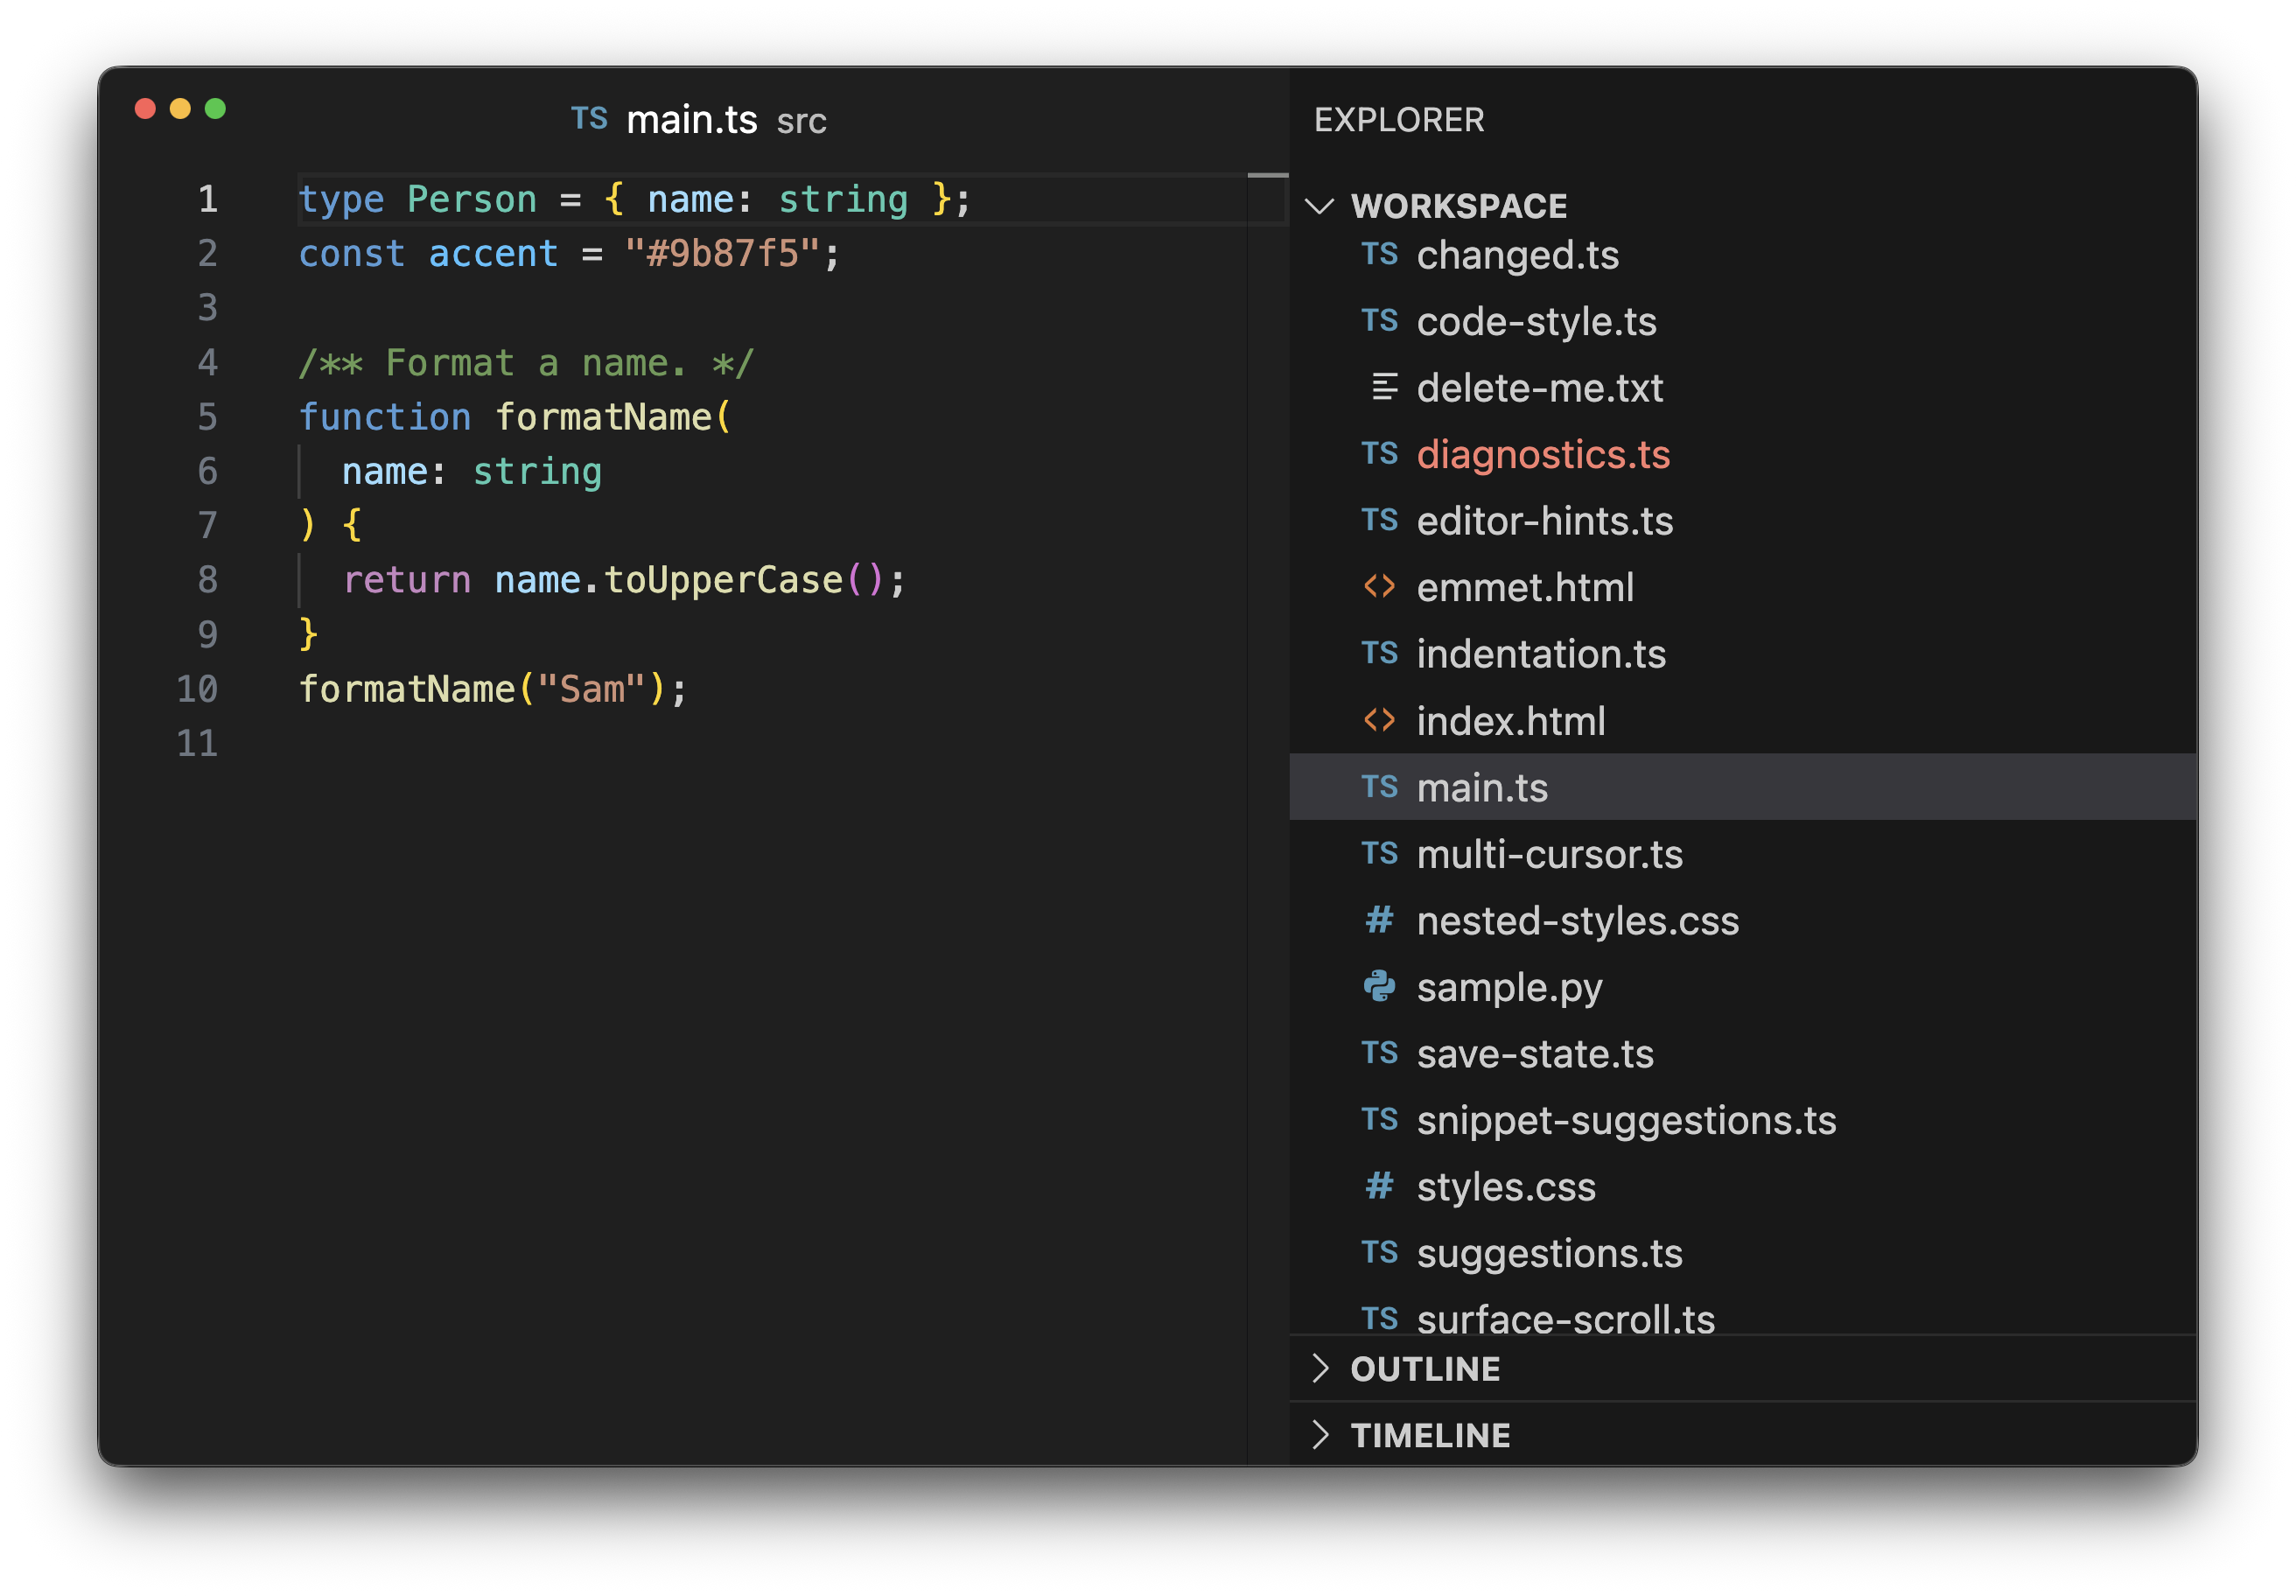 TS main.ts src
1 type Person = { name: string };
2 const accent = "#9b87f5";
3
4 /** Format a name. */
5 function formatName(
6   name: string
7 ) {
8   return name.toUpperCase();
9 }
10 formatName("Sam");
11
EXPLORER
WORKSPACE
TS changed.ts
TS code-style.ts
delete-me.txt
TS diagnostics.ts
TS editor-hints.ts
<> emmet.html
TS indentation.ts
<> index.html
TS main.ts
TS multi-cursor.ts
# nested-styles.css
sample.py
TS save-state.ts
TS snippet-suggestions.ts
# styles.css
TS suggestions.ts
TS surface-scroll.ts
OUTLINE
TIMELINE